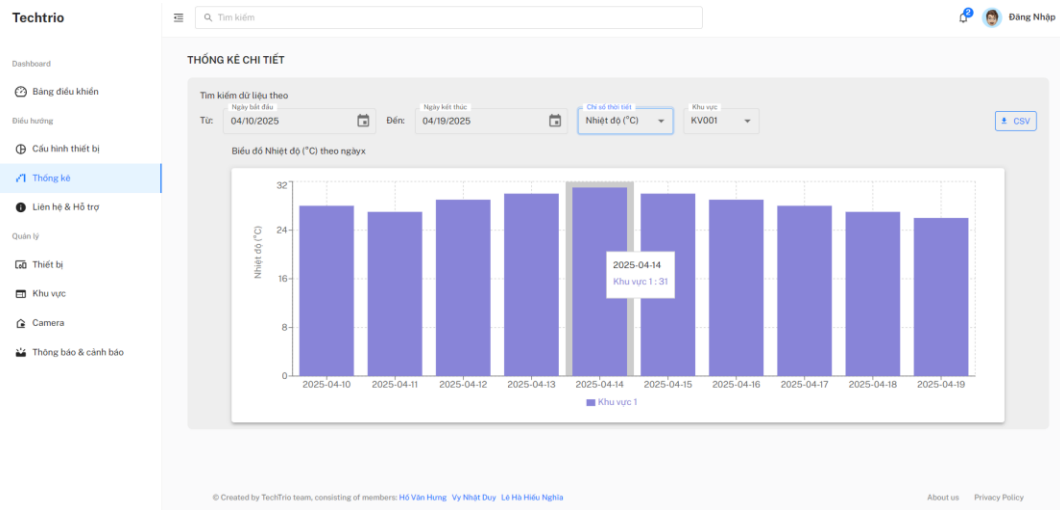 Techtrio
Tìm kiếm
2
Đăng Nhập
Dashboard
Bảng điều khiển
Điều hướng
Cấu hình thiết bị
Thống kê
Liên hệ & Hỗ trợ
Quản lý
Thiết bị
Khu vực
Camera
Thông báo & cảnh báo
THỐNG KÊ CHI TIẾT
Tìm kiếm dữ liệu theo
Ngày bắt đầu
Ngày kết thúc
Chỉ số thời tiết
Khu vực
Từ:
04/10/2025
Đến:
04/19/2025
Nhiệt độ (°C)
KV001
CSV
Biểu đồ Nhiệt độ (°C) theo ngàyx
Nhiệt độ (°C)
32
24
16
8
0
2025-04-14
Khu vực 1 : 31
2025-04-10
2025-04-11
2025-04-12
2025-04-13
2025-04-14
2025-04-15
2025-04-16
2025-04-17
2025-04-18
2025-04-19
Khu vực 1
© Created by TechTrio team, consisting of members: Hồ Văn Hưng Vy Nhật Duy Lê Hà Hiếu Nghĩa
About us
Privacy Policy